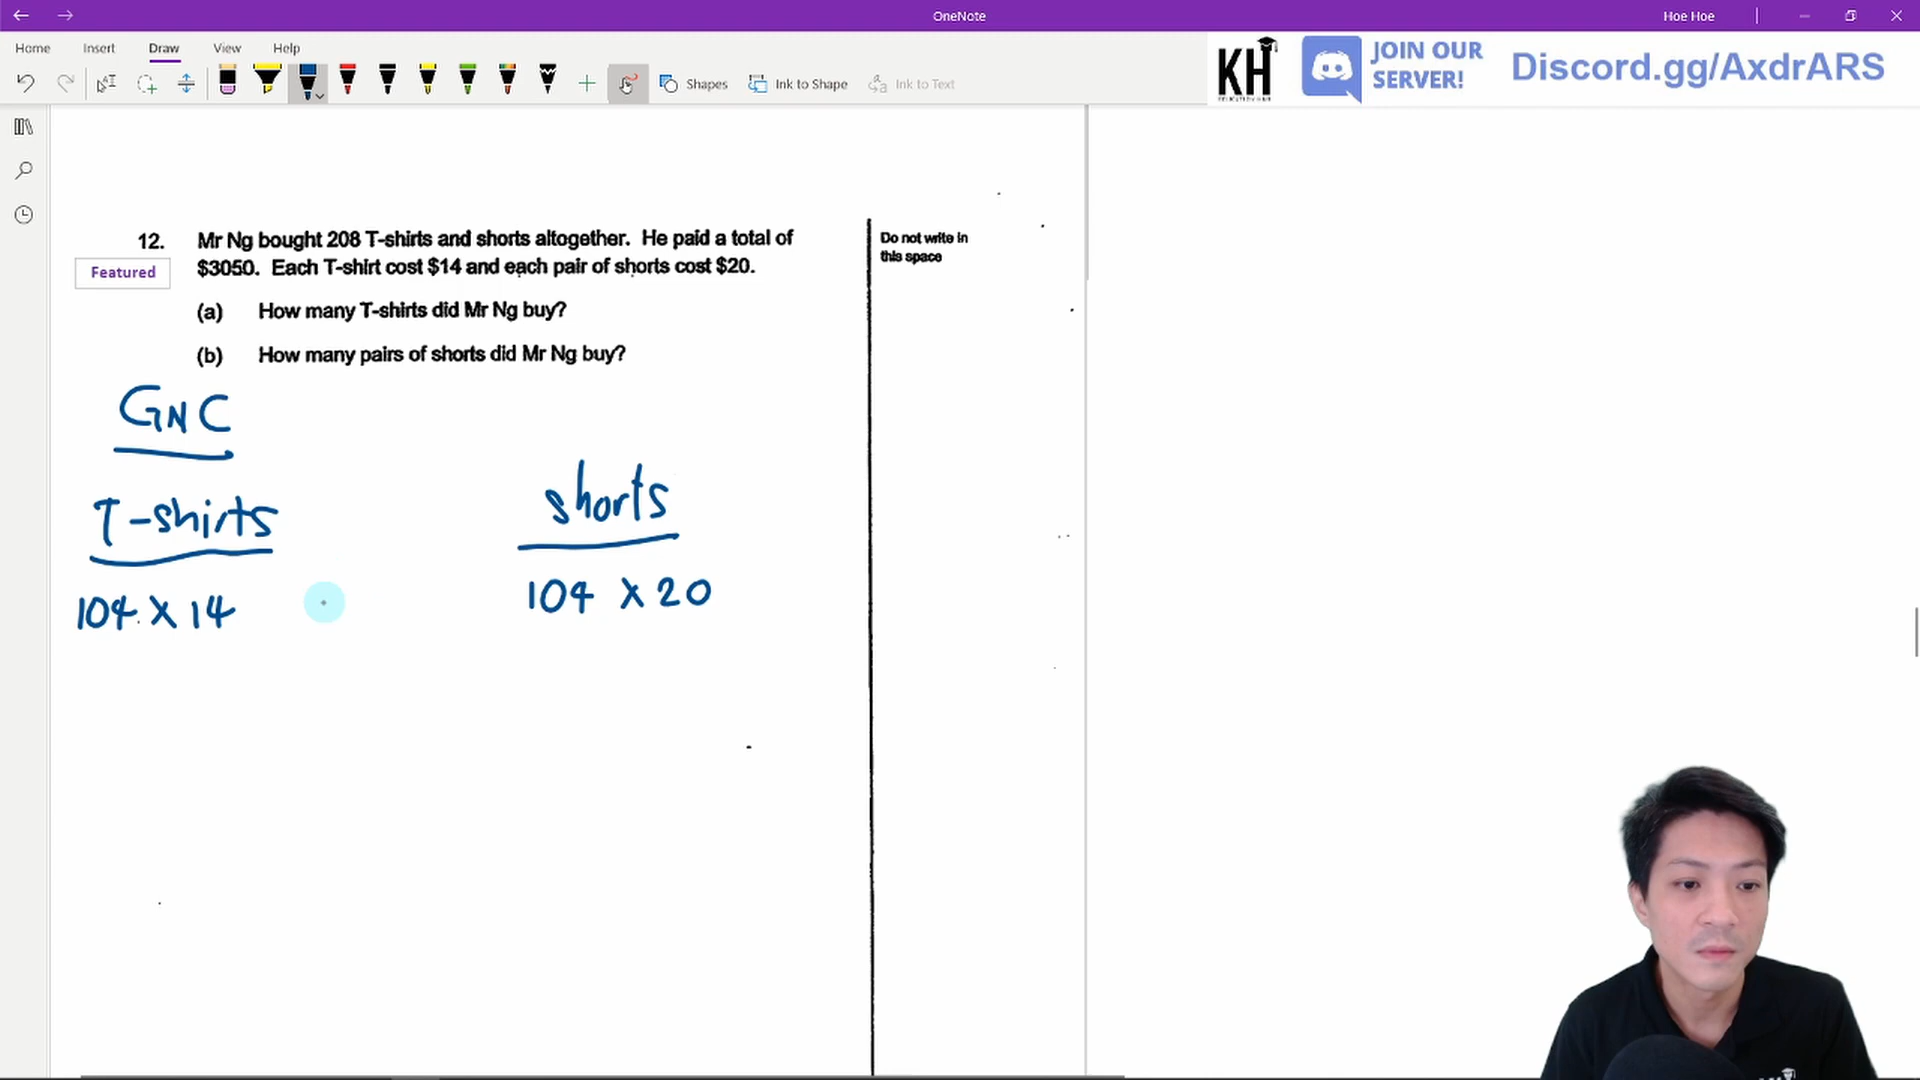 OneNote
Hoe Hoe
Home Insert Draw View Help
Shapes Ink to Shape Ink to Text
KH
JOIN OUR
SERVER!
Discord.gg/AxdrARS
12. Mr Ng bought 208 T-shirts and shorts altogether. He paid a total of
$3050. Each T-shirt cost $14 and each pair of shorts cost $20.
Featured
(a) How many T-shirts did Mr Ng buy?
(b) How many pairs of shorts did Mr Ng buy?
Do not write in
this space
GNC
T-shirts
shorts
104 X 14
104 X 20